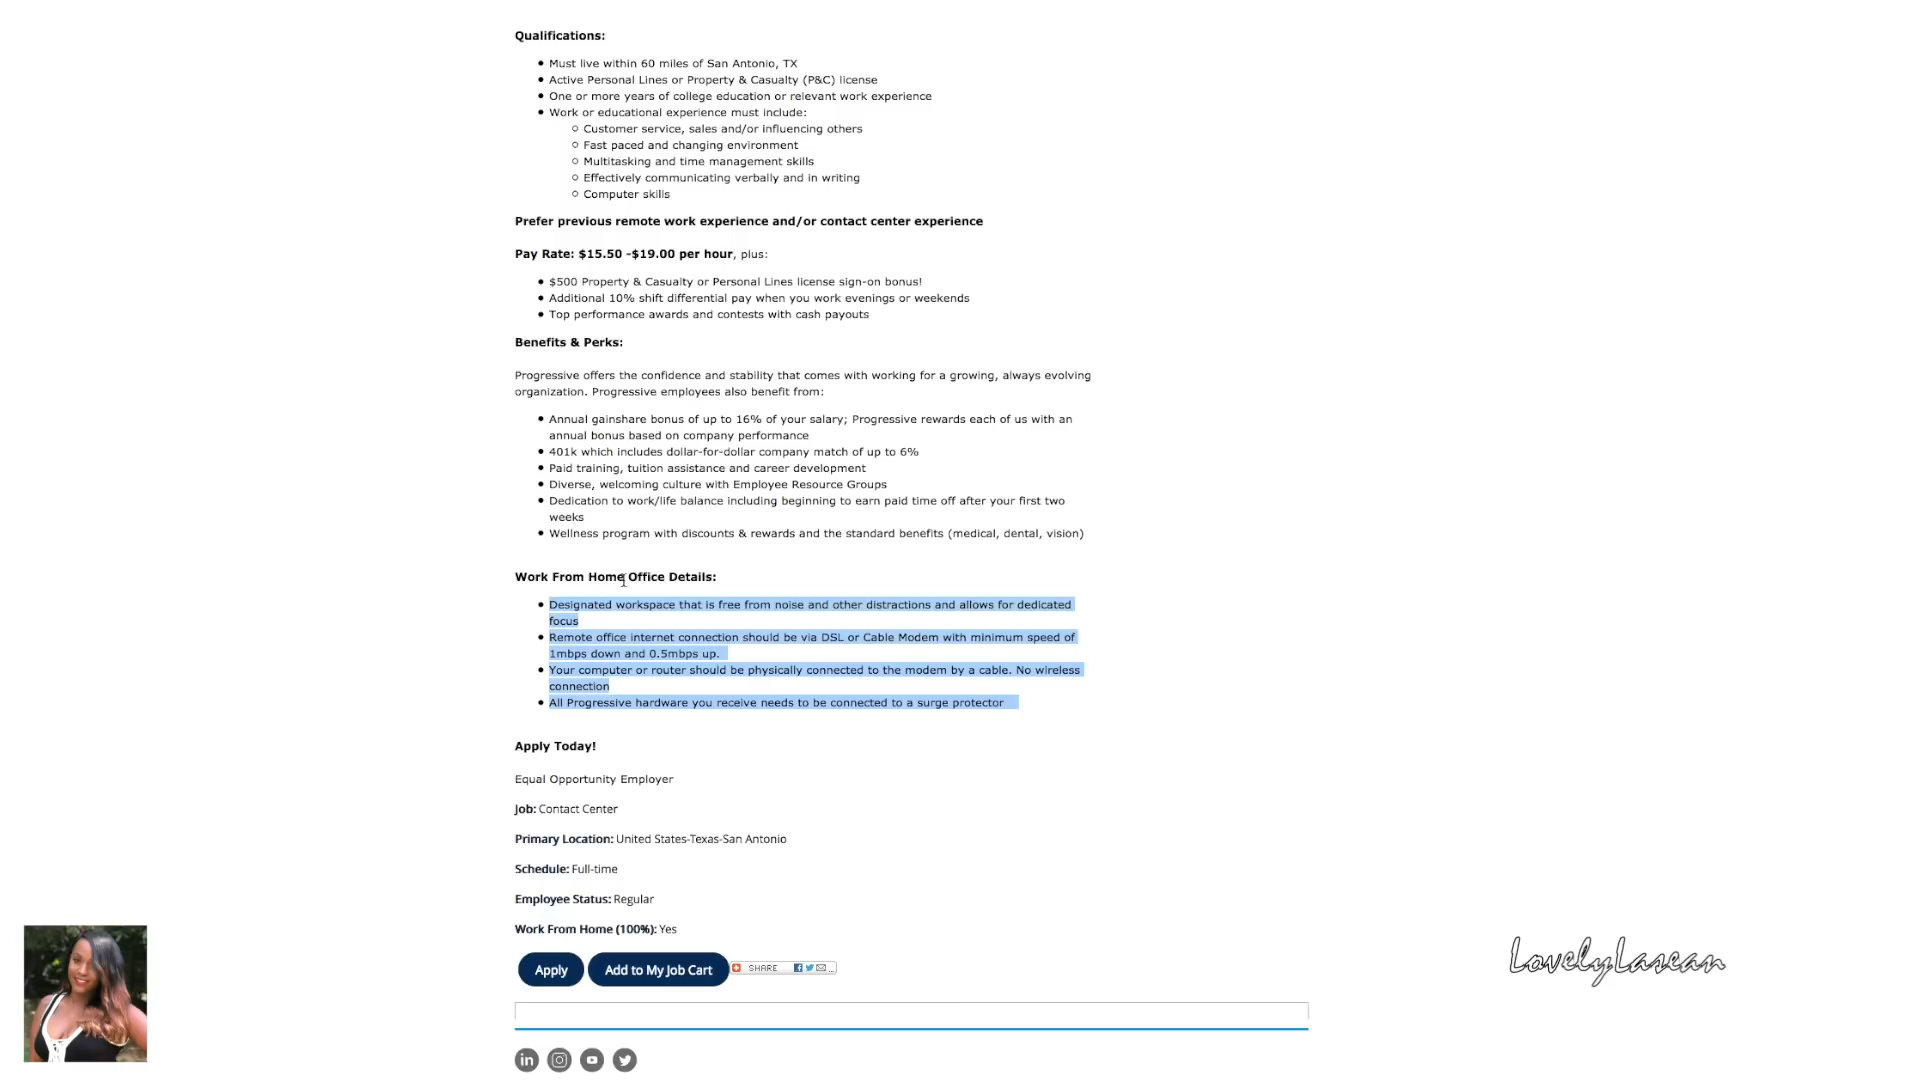 Qualifications:
Must live within 60 miles of San Antonio, TX
Active Personal Lines or Property & Casualty (P&C) license
One or more years of college education or relevant work experience
Work or educational experience must include:
Customer service, sales and/or influencing others
Fast paced and changing environment
Multitasking and time management skills
Effectively communicating verbally and in writing
Computer skills
Prefer previous remote work experience and/or contact center experience
Pay Rate: $15.50 -$19.00 per hour, plus:
$500 Property & Casualty or Personal Lines license sign-on bonus!
Additional 10% shift differential pay when you work evenings or weekends
Top performance awards and contests with cash payouts
Benefits & Perks:
Progressive offers the confidence and stability that comes with working for a growing, always evolving
organization. Progressive employees also benefit from:
Annual gainshare bonus of up to 16% of your salary; Progressive rewards each of us with an
annual bonus based on company performance
401k which includes dollar-for-dollar company match of up to 6%
Paid training, tuition assistance and career development
Diverse, welcoming culture with Employee Resource Groups
Dedication to work/life balance including beginning to earn paid time off after your first two
weeks
Wellness program with discounts & rewards and the standard benefits (medical, dental, vision)
Work From Home Office Details:
Designated workspace that is free from noise and other distractions and allows for dedicated
focus
Remote office internet connection should be via DSL or Cable Modem with minimum speed of
1mbps down and 0.5mbps up.
Your computer or router should be physically connected to the modem by a cable. No wireless
connection
All Progressive hardware you receive needs to be connected to a surge protector
Apply Today!
Equal Opportunity Employer
Job: Contact Center
Primary Location: United States-Texas-San Antonio
Schedule: Full-time
Employee Status: Regular
Work From Home (100%): Yes
Apply Add to My Job Cart SHARE ...
LovelyLasean
in